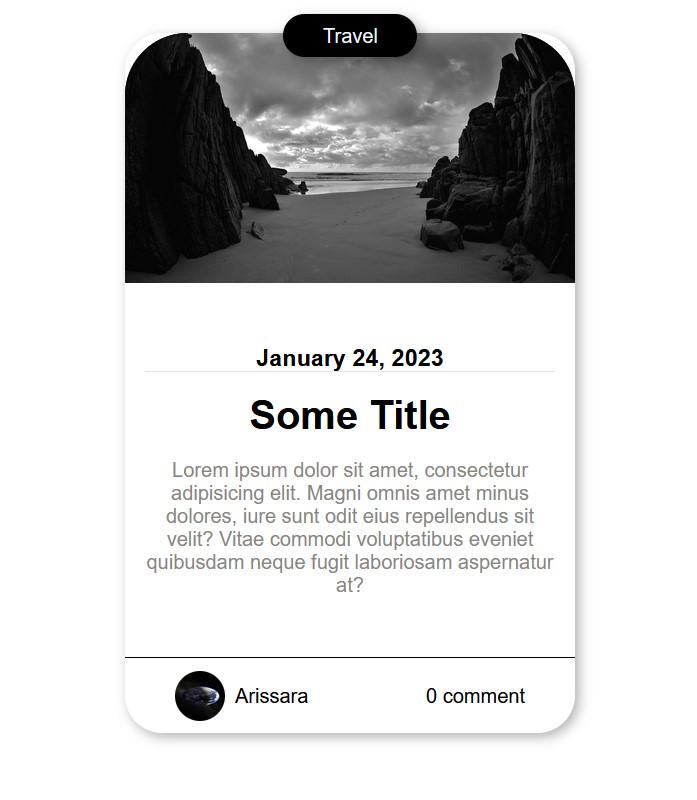 Travel
January 24, 2023
Some Title
Lorem ipsum dolor sit amet, consectetur
adipisicing elit. Magni omnis amet minus
dolores, iure sunt odit eius repellendus sit
velit? Vitae commodi voluptatibus eveniet
quibusdam neque fugit laboriosam aspernatur
at?
Arissara 0 comment